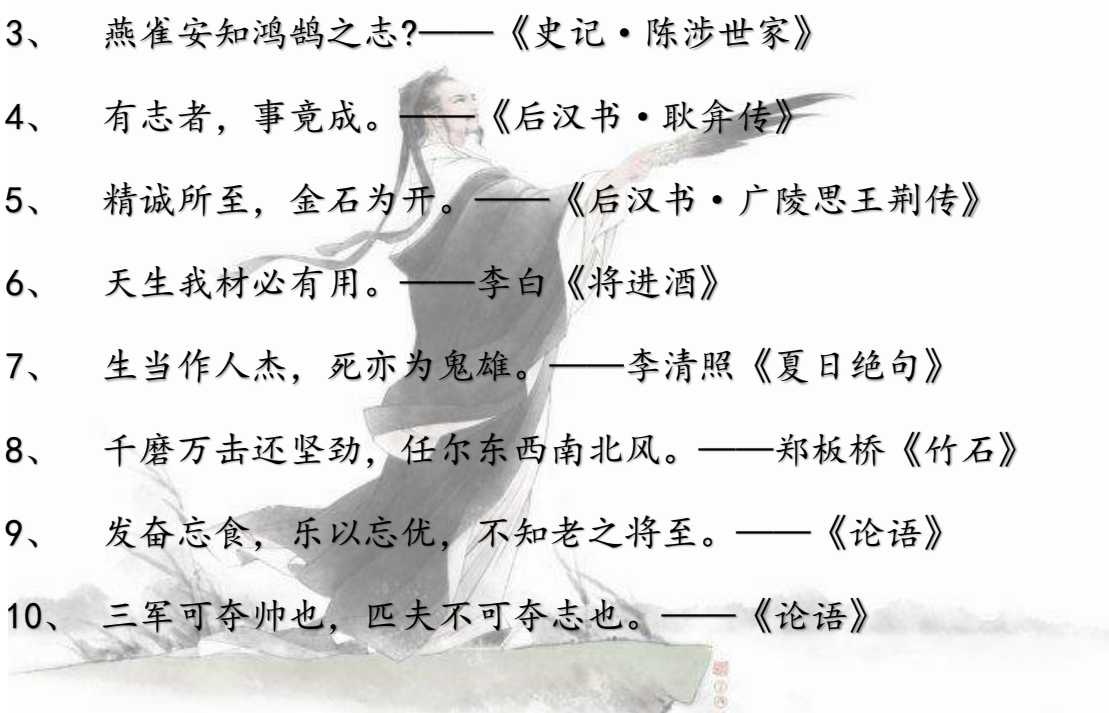 3、 燕雀安知鸿鹄之志?——《史记·陈涉世家》
4、 有志者，事竟成。——《后汉书·耿弇传》
5、 精诚所至，金石为开。——《后汉书·广陵思王荆传》
6、 天生我材必有用。——李白《将进酒》
7、 生当作人杰，死亦为鬼雄。——李清照《夏日绝句》
8、 千磨万击还坚劲，任尔东西南北风。——郑板桥《竹石》
9、 发奋忘食，乐以忘优，不知老之将至。——《论语》
10、 三军可夺帅也，匹夫不可夺志也。——《论语》